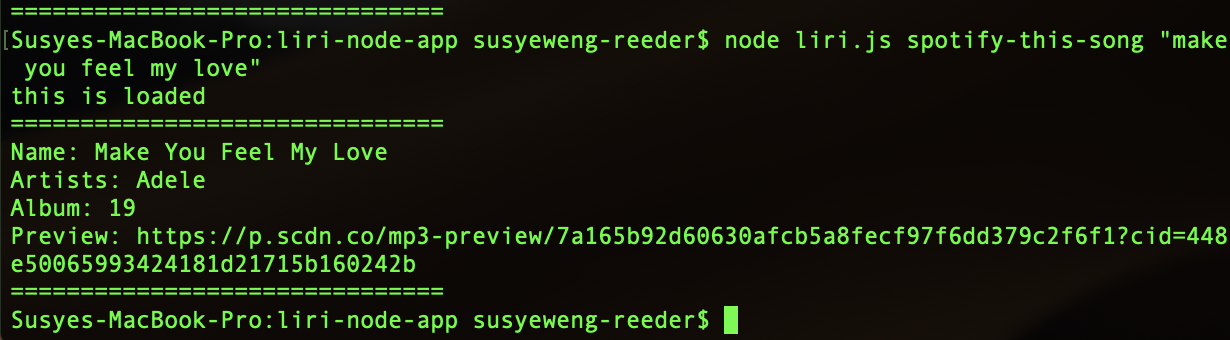 ===============================
[Susyes-MacBook-Pro:liri-node-app susyeweng-reeder$ node liri.js spotify-this-song "make
 you feel my love"
this is loaded
===============================
Name: Make You Feel My Love
Artists: Adele
Album: 19
Preview: https://p.scdn.co/mp3-preview/7a165b92d60630afcb5a8fecf97f6dd379c2f6f1?cid=448
e50065993424181d21715b160242b
===============================
Susyes-MacBook-Pro:liri-node-app susyeweng-reeder$